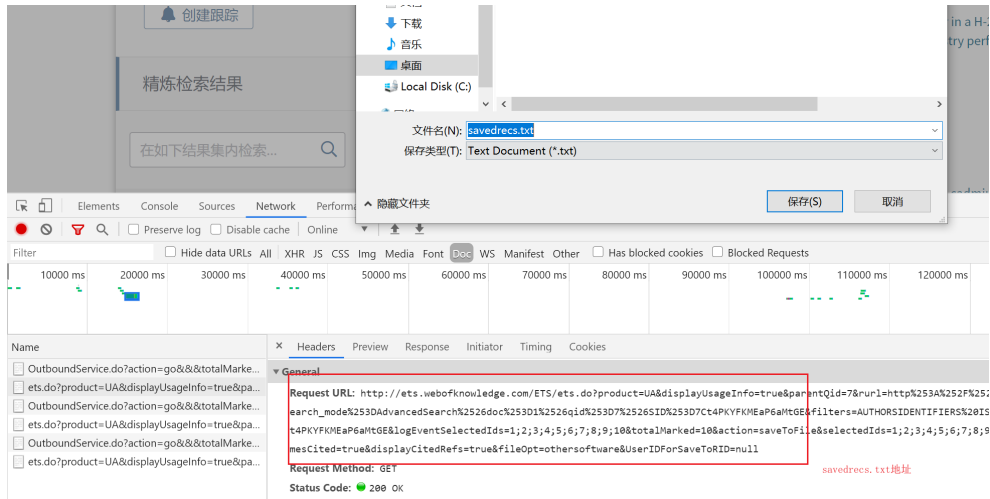 创建跟踪
精炼检索结果
在如下结果集内检索...
下载
音乐
桌面
Local Disk (C:)
in a H-2
try perf
文件名(N): savedrecs.txt
保存类型(T): Text Document (*.txt)
隐藏文件夹
保存(S)
取消
Elements Console Sources Network Performa
Preserve log Disable cache Online
Filter Hide data URLs All XHR JS CSS Img Media Font Doc WS Manifest Other Has blocked cookies Blocked Requests
10000 ms 20000 ms 30000 ms 40000 ms 50000 ms 60000 ms 70000 ms 80000 ms 90000 ms 100000 ms 110000 ms 120000 ms
Name
OutboundService.do?action=go&&&totalMarke...
ets.do?product=UA&displayUsageInfo=true&pa...
OutboundService.do?action=go&&&totalMarke...
ets.do?product=UA&displayUsageInfo=true&pa...
OutboundService.do?action=go&&&totalMarke...
ets.do?product=UA&displayUsageInfo=true&pa...
× Headers Preview Response Initiator Timing Cookies
General
Request URL: http://ets.webofknowledge.com/ETS/ets.do?product=UA&displayUsageInfo=true&parentQid=7&rurl=http%253A%252F%252
earch_mode%253DAdvancedSearch%2526doc%253D1%2526qid%253D7%2526SID%253D7Ct4PKYFKMEaP6aMtGE&filters=AUTHORSIDENTIFIERS%20IS
t4PKYFKMEaP6aMtGE&logEventSelectedIds=1;2;3;4;5;6;7;8;9;10&totalMarked=10&action=saveToFile&selectedIds=1;2;3;4;5;6;7;8;9
mesCited=true&displayCitedRefs=true&fileOpt=othersoftware&UserIDForSaveToRID=null
Request Method: GET
savedrecs.txt地址
Status Code: 200 OK